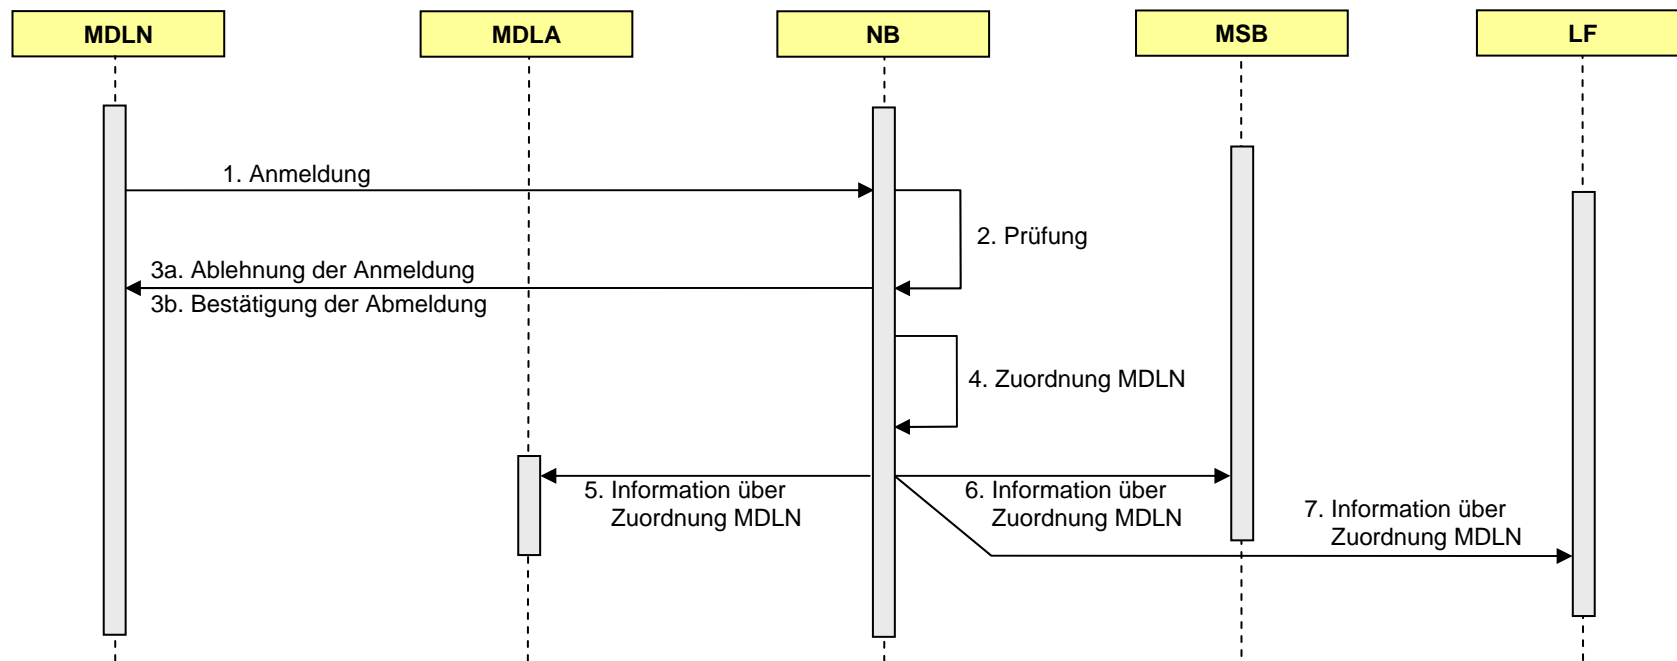 MDLN
MDLA
NB
MSB
LF
1. Anmeldung
2. Prüfung
3a. Ablehnung der Anmeldung
3b. Bestätigung der Abmeldung
4. Zuordnung MDLN
5. Information über
Zuordnung MDLN
6. Information über
Zuordnung MDLN
7. Information über
Zuordnung MDLN